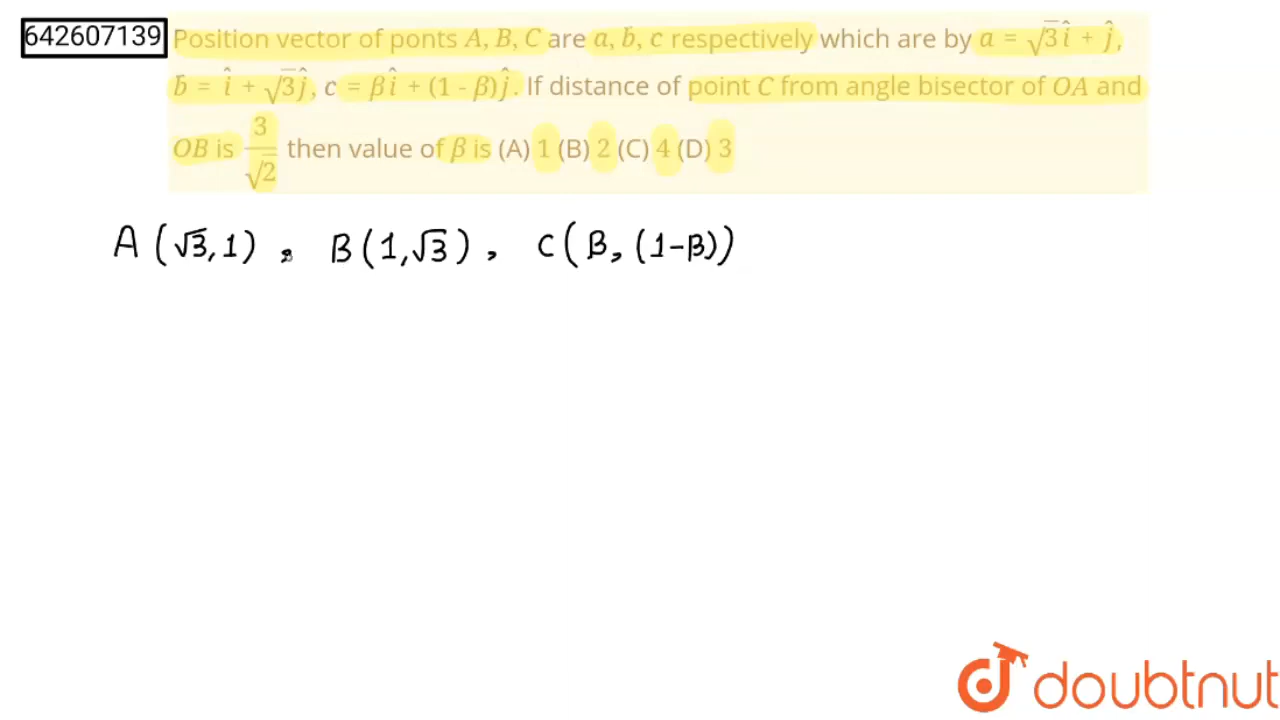 642607139 Position vector of ponts A, B, C are a, b, c respectively which are by a = √3î + ĵ,
b = î + √3ĵ, c = βî + (1 - β)ĵ. If distance of point C from angle bisector of OA and
OB is 3/√2 then value of β is (A) 1 (B) 2 (C) 4 (D) 3
A (√3, 1) , B (1, √3) , C (β, (1-β))
doubtnut